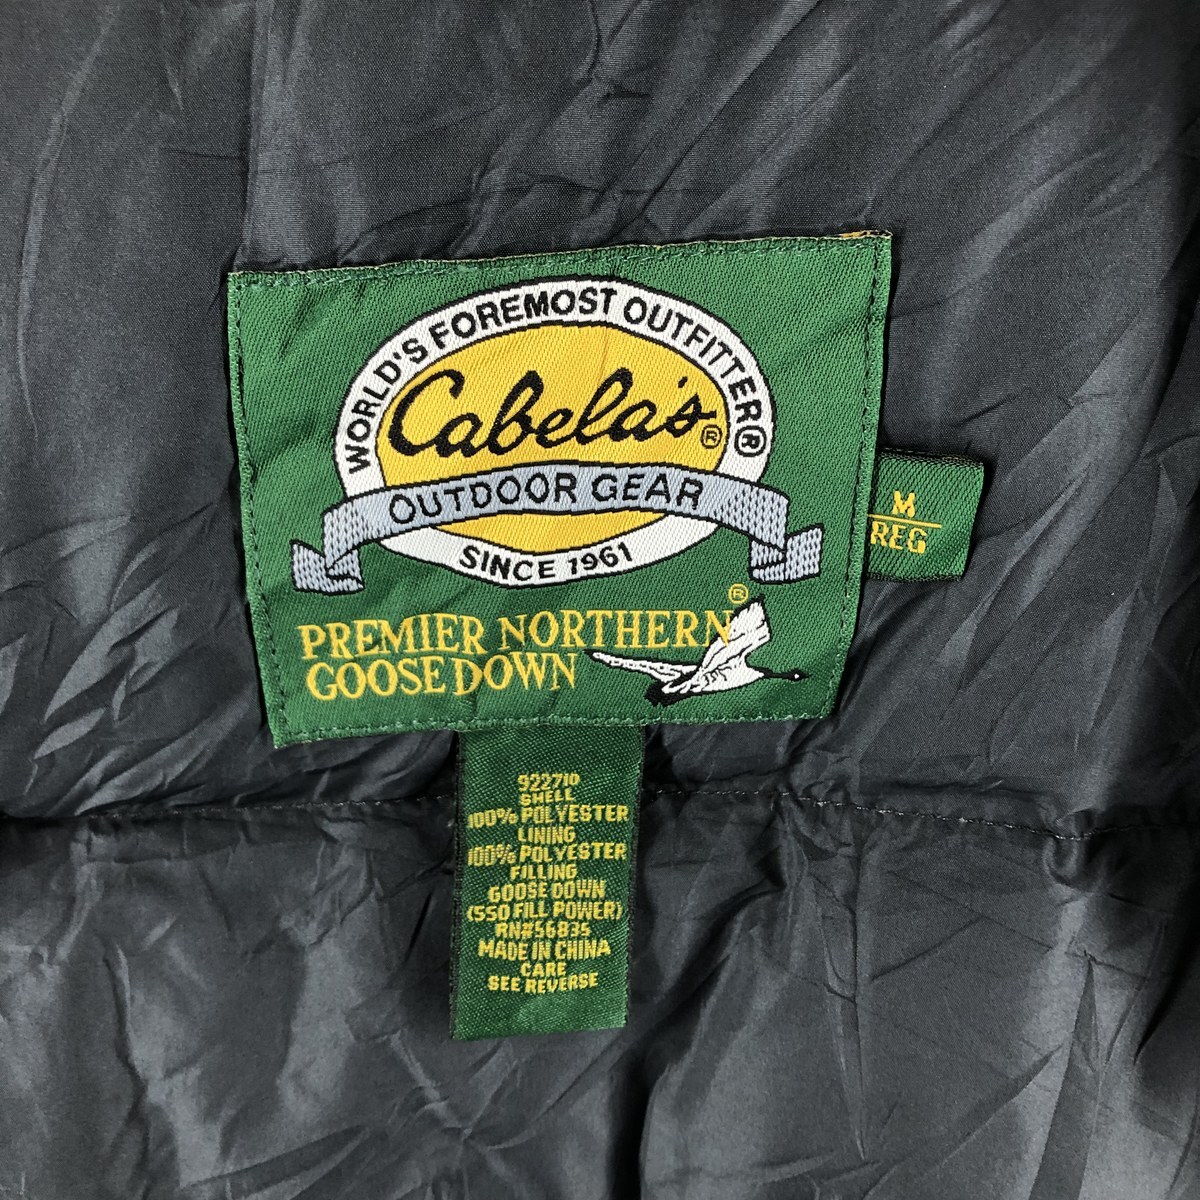 WORLD'S FOREMOST OUTFITTER®
Cabela's®
OUTDOOR GEAR
SINCE 1961
PREMIER NORTHERN®
GOOSE DOWN
M
REG
922710
SHELL
100% POLYESTER
LINING
100% POLYESTER
FILLING
GOOSE DOWN
(550 FILL POWER)
RN#56835
MADE IN CHINA
CARE
SEE REVERSE